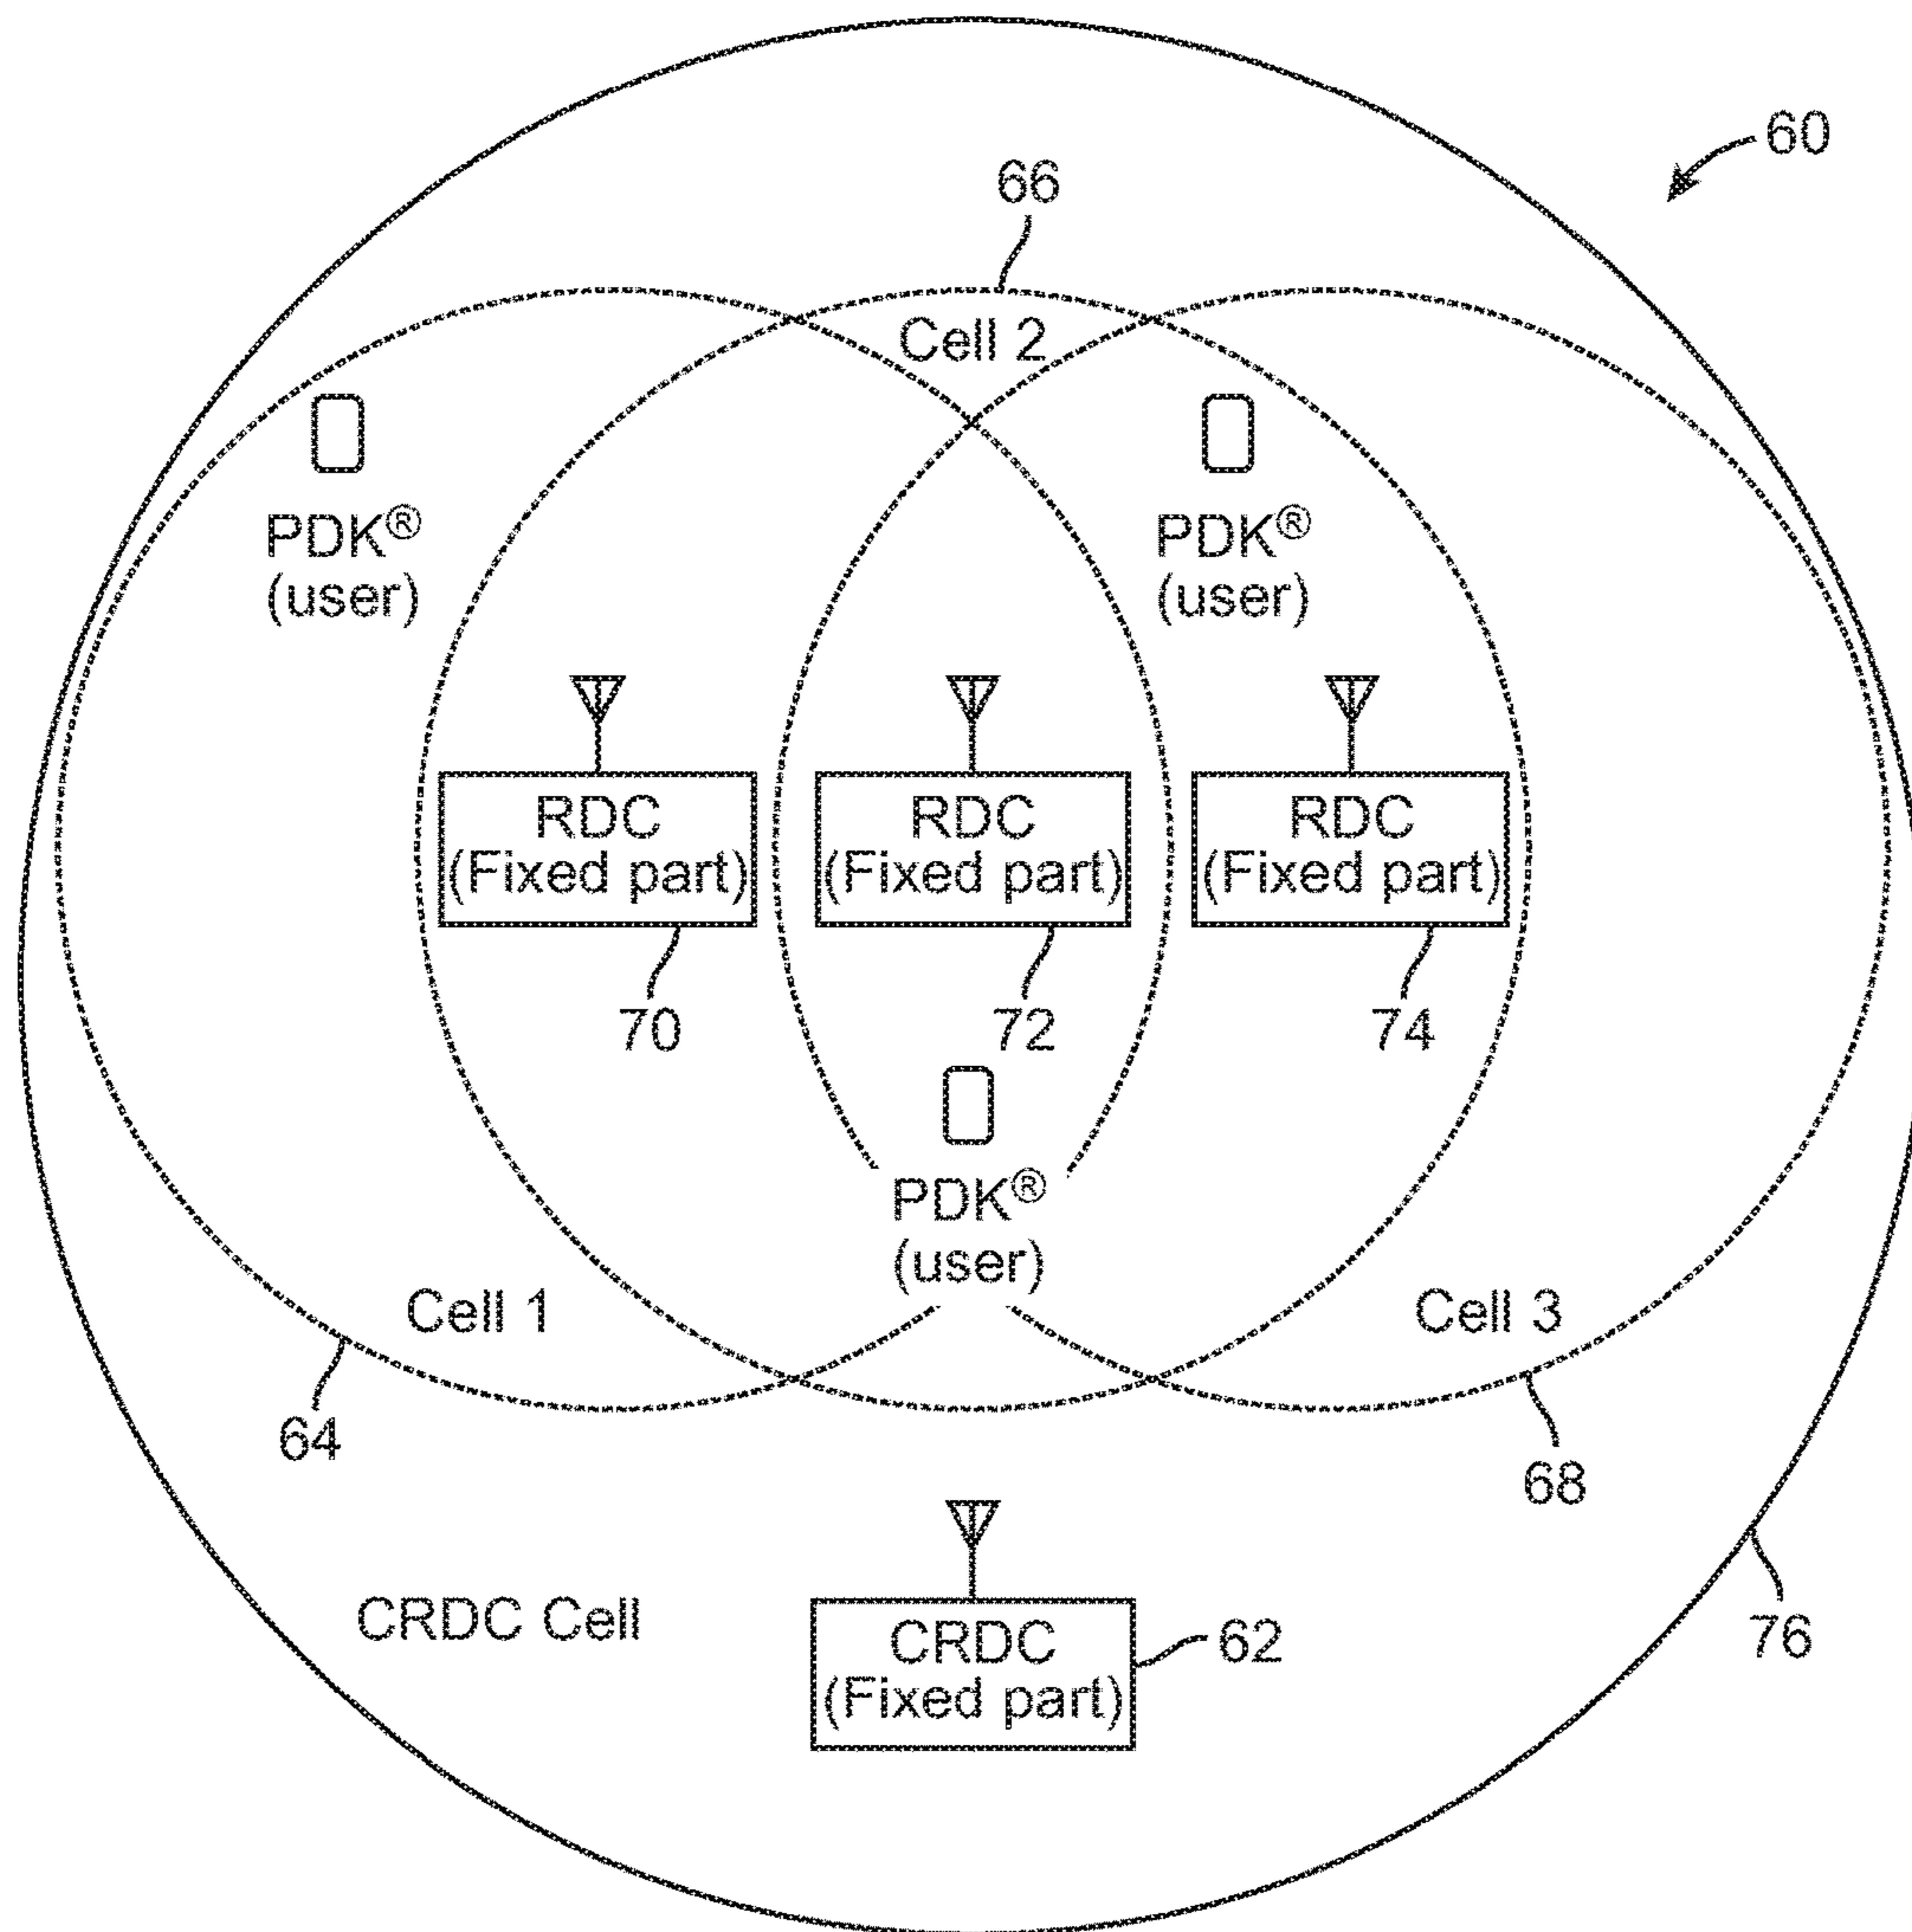 60
66
Cell 2
PDK®
(user)
PDK®
(user)
RDC
(Fixed part)
RDC
(Fixed part)
RDC
(Fixed part)
70
72
74
PDK®
(user)
Cell 1
Cell 3
64
68
CRDC Cell
CRDC
(Fixed part)
62
76